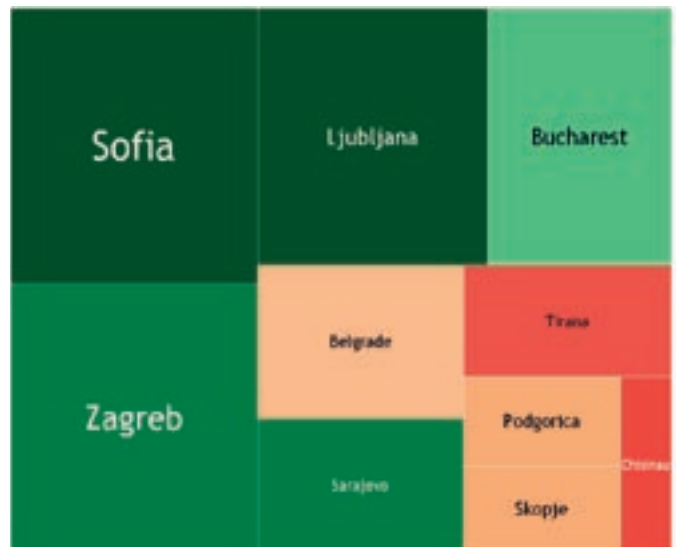 Sofia
Ljubljana
Bucharest
Zagreb
Belgrade
Tirana
Sarajevo
Podgorica
Chisinau
Skopje